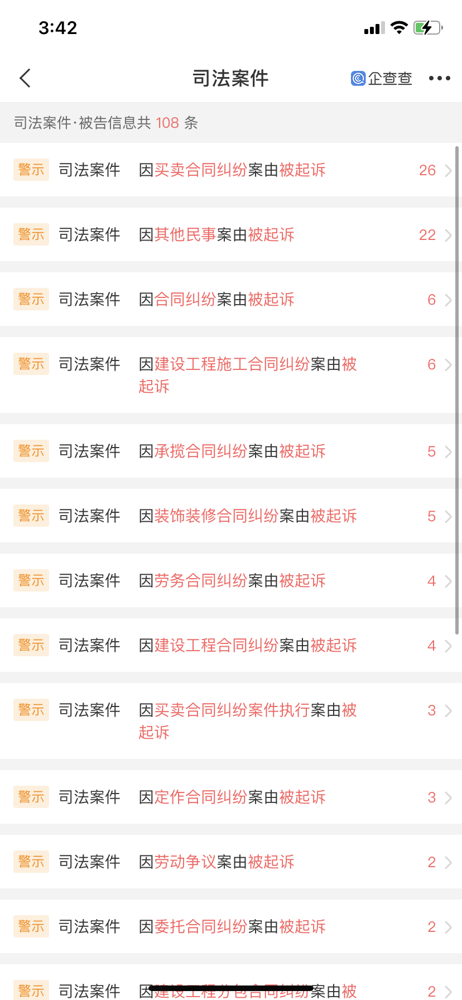 3:42
司法案件
企查查
司法案件·被告信息共 108 条
警示 司法案件 因买卖合同纠纷案由被起诉 26
警示 司法案件 因其他民事案由被起诉 22
警示 司法案件 因合同纠纷案由被起诉 6
警示 司法案件 因建设工程施工合同纠纷案由被 6
起诉
警示 司法案件 因承揽合同纠纷案由被起诉 5
警示 司法案件 因装饰装修合同纠纷案由被起诉 5
警示 司法案件 因劳务合同纠纷案由被起诉 4
警示 司法案件 因建设工程合同纠纷案由被起诉 4
警示 司法案件 因买卖合同纠纷案件执行案由被 3
起诉
警示 司法案件 因定作合同纠纷案由被起诉 3
警示 司法案件 因劳动争议案由被起诉 2
警示 司法案件 因委托合同纠纷案由被起诉 2
警示 司法案件 因建设工程分包合同纠纷案由被 2